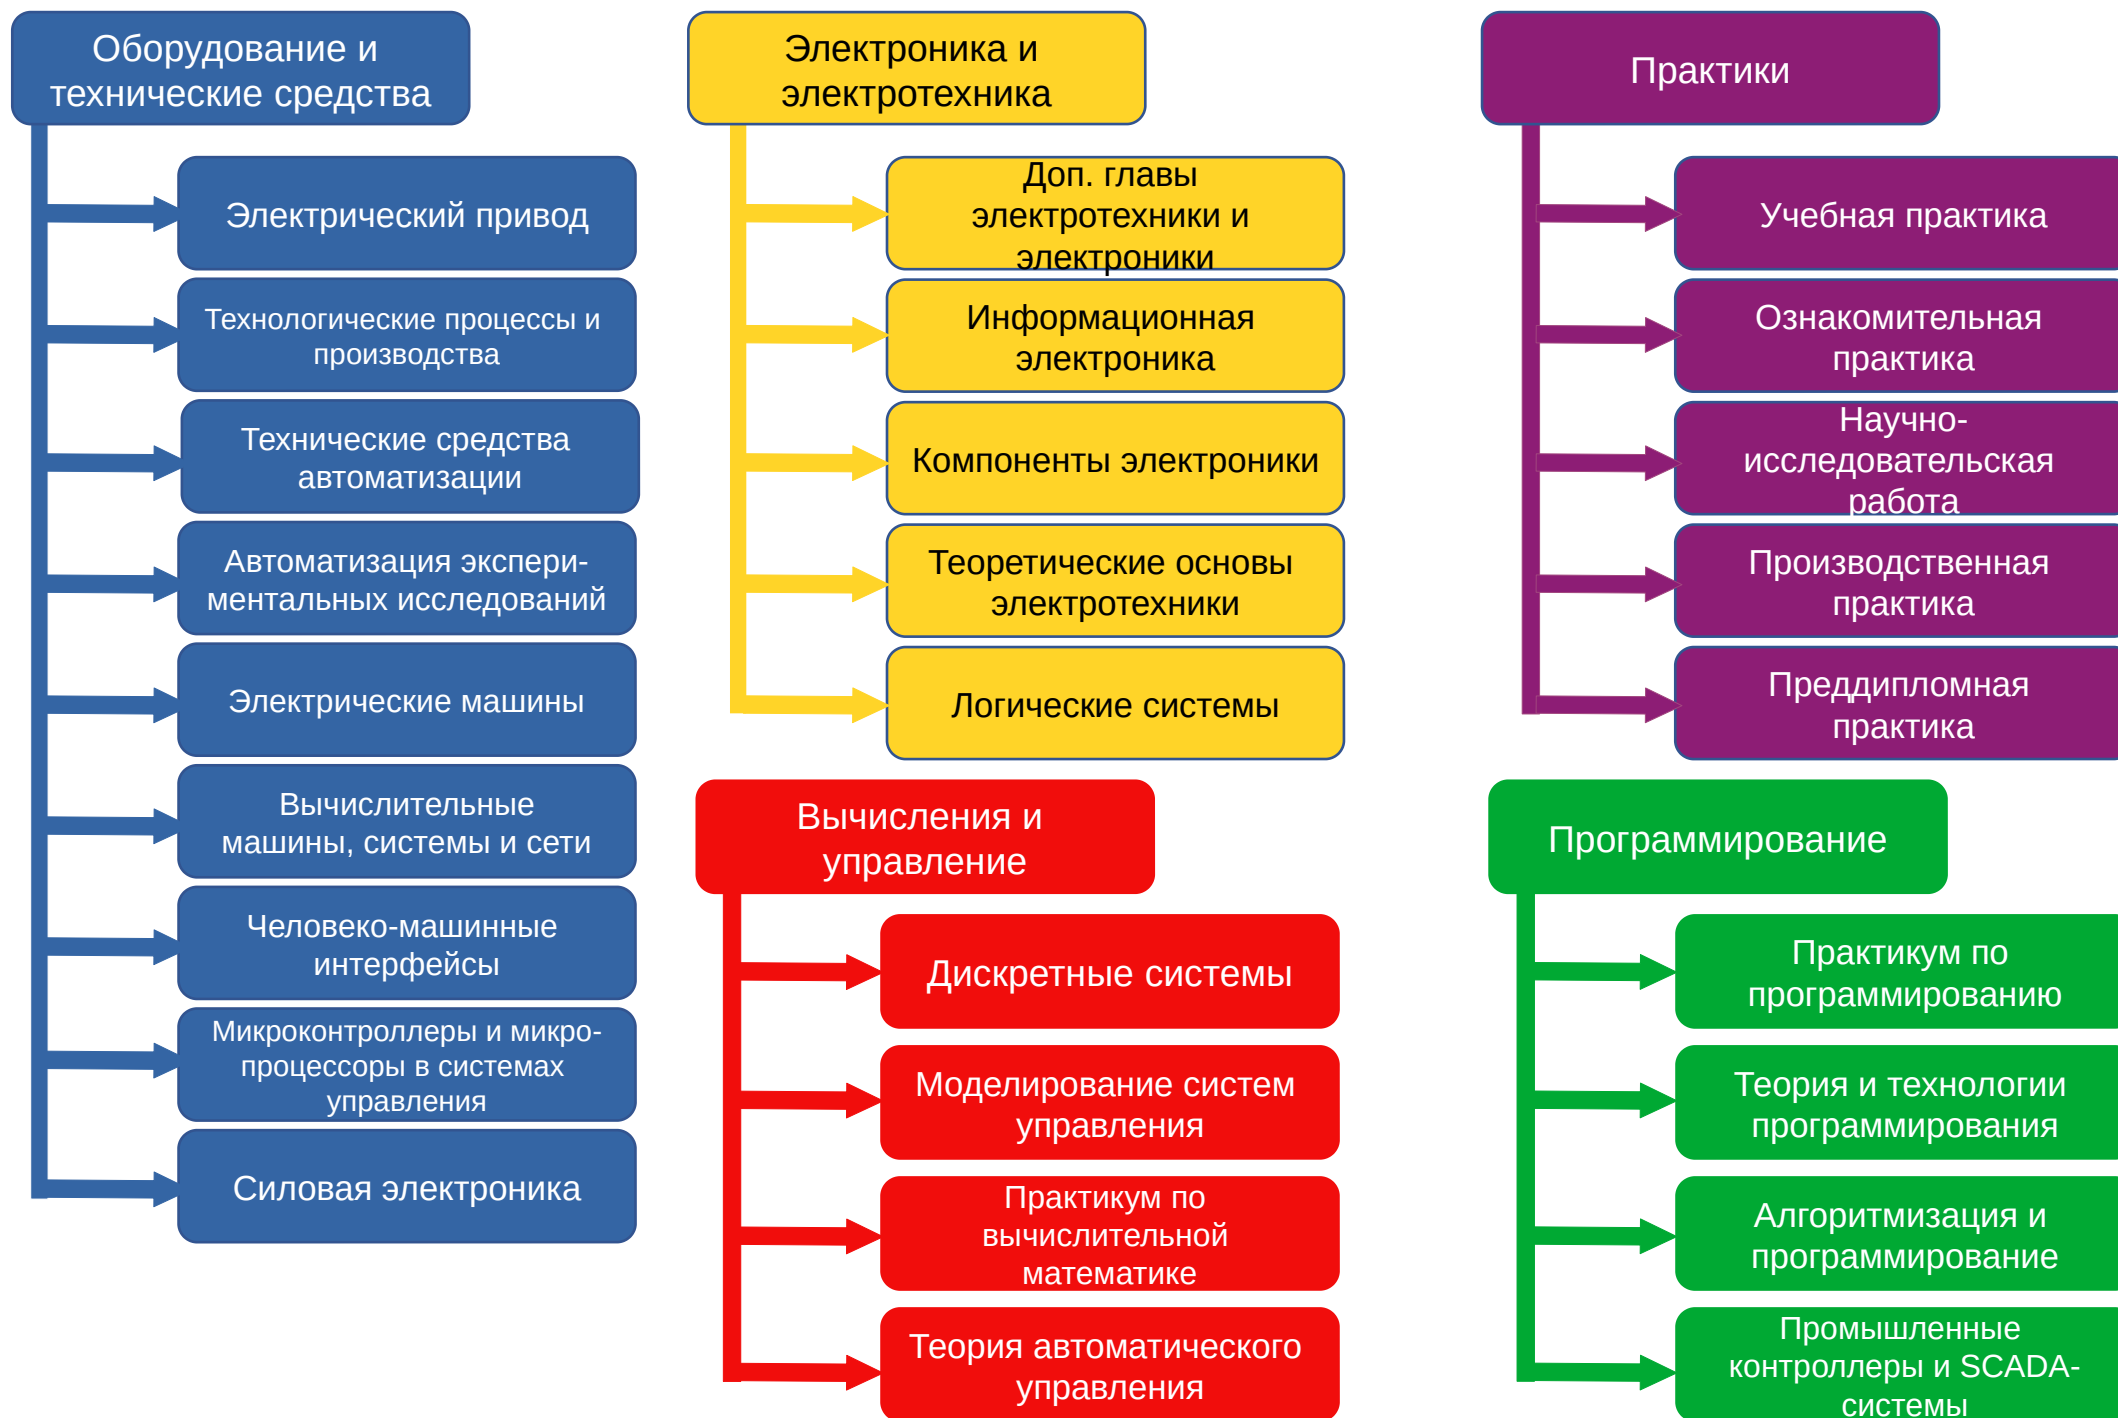 Оборудование и
технические средства
Электрический привод
Технологические процессы и
производства
Технические средства
автоматизации
Автоматизация экспери-
ментальных исследований
Электрические машины
Вычислительные
машины, системы и сети
Человеко-машинные
интерфейсы
Микроконтроллеры и микро-
процессоры в системах
управления
Силовая электроника
Электроника и
электротехника
Доп. главы
электротехники и
электроники
Информационная
электроника
Компоненты электроники
Теоретические основы
электротехники
Логические системы
Вычисления и
управление
Дискретные системы
Моделирование систем
управления
Практикум по
вычислительной
математике
Теория автоматического
управления
Практики
Учебная практика
Ознакомительная
практика
Научно-
исследовательская
работа
Производственная
практика
Преддипломная
практика
Программирование
Практикум по
программированию
Теория и технологии
программирования
Алгоритмизация и
программирование
Промышленные
контроллеры и SCADA-
системы